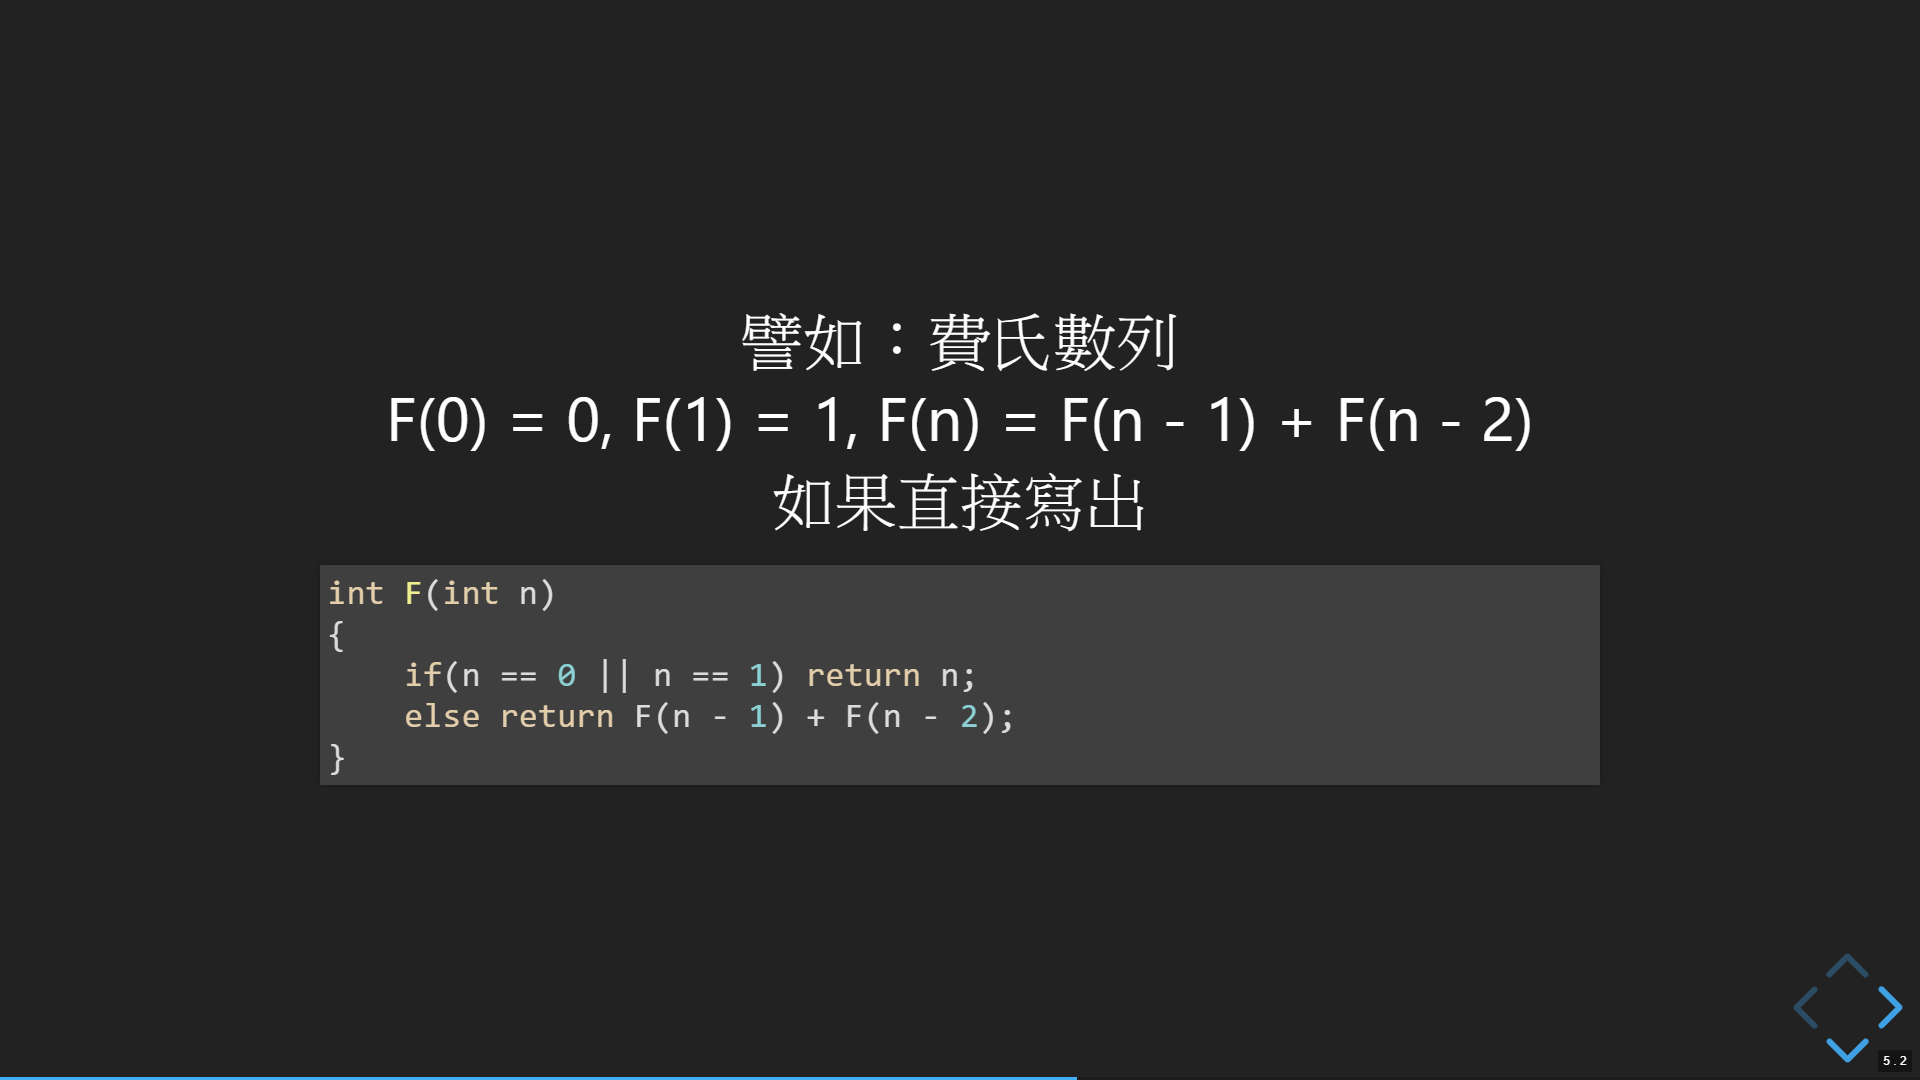 譬如：費氏數列
F(0) = 0, F(1) = 1, F(n) = F(n - 1) + F(n - 2)
如果直接寫出
int F(int n)
{
    if(n == 0 || n == 1) return n;
    else return F(n - 1) + F(n - 2);
}
5.2